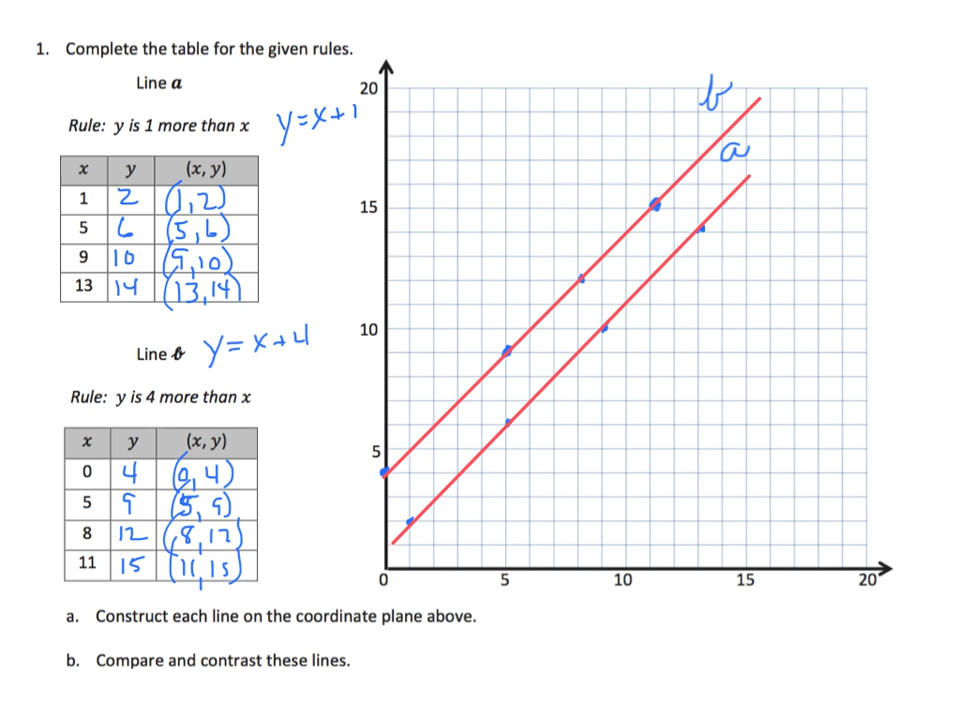 1. Complete the table for the given rules.
Line a
Rule: y is 1 more than x y=x+1
x y (x, y)
1 2 (1,2)
5 6 (5,6)
9 10 (9,10)
13 14 (13,14)
Line b y=x+4
Rule: y is 4 more than x
x y (x, y)
0 4 (0,4)
5 9 (5,9)
8 12 (8,12)
11 15 (11,15)
20
15
10
5
0 5 10 15 20
b
a
a. Construct each line on the coordinate plane above.
b. Compare and contrast these lines.